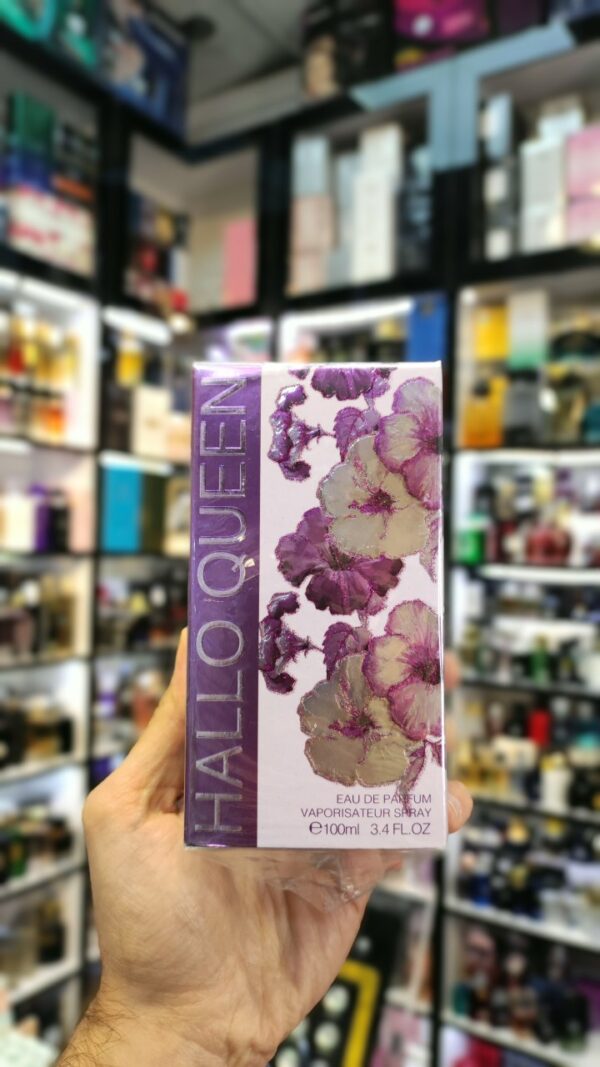 HALLO QUEEN
EAU DE PARFUM
VAPORISATEUR SPRAY
℮100ml 3.4 FL.OZ